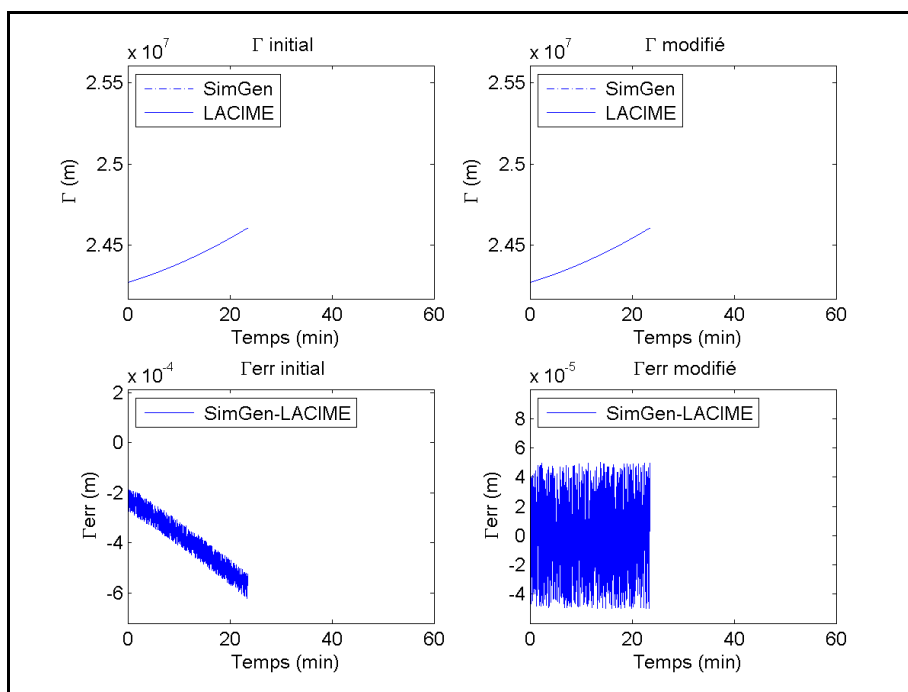 Γ initial
x 10^7
2.55
2.5
2.45
Γ (m)
SimGen
LACIME
0 20 40 60
Temps (min)
Γ modifié
x 10^7
2.55
2.5
2.45
Γ (m)
SimGen
LACIME
0 20 40 60
Temps (min)
Γerr initial
x 10^-4
2
0
-2
-4
-6
Γerr (m)
SimGen-LACIME
0 20 40 60
Temps (min)
Γerr modifié
x 10^-5
8
6
4
2
0
-2
-4
Γerr (m)
SimGen-LACIME
0 20 40 60
Temps (min)